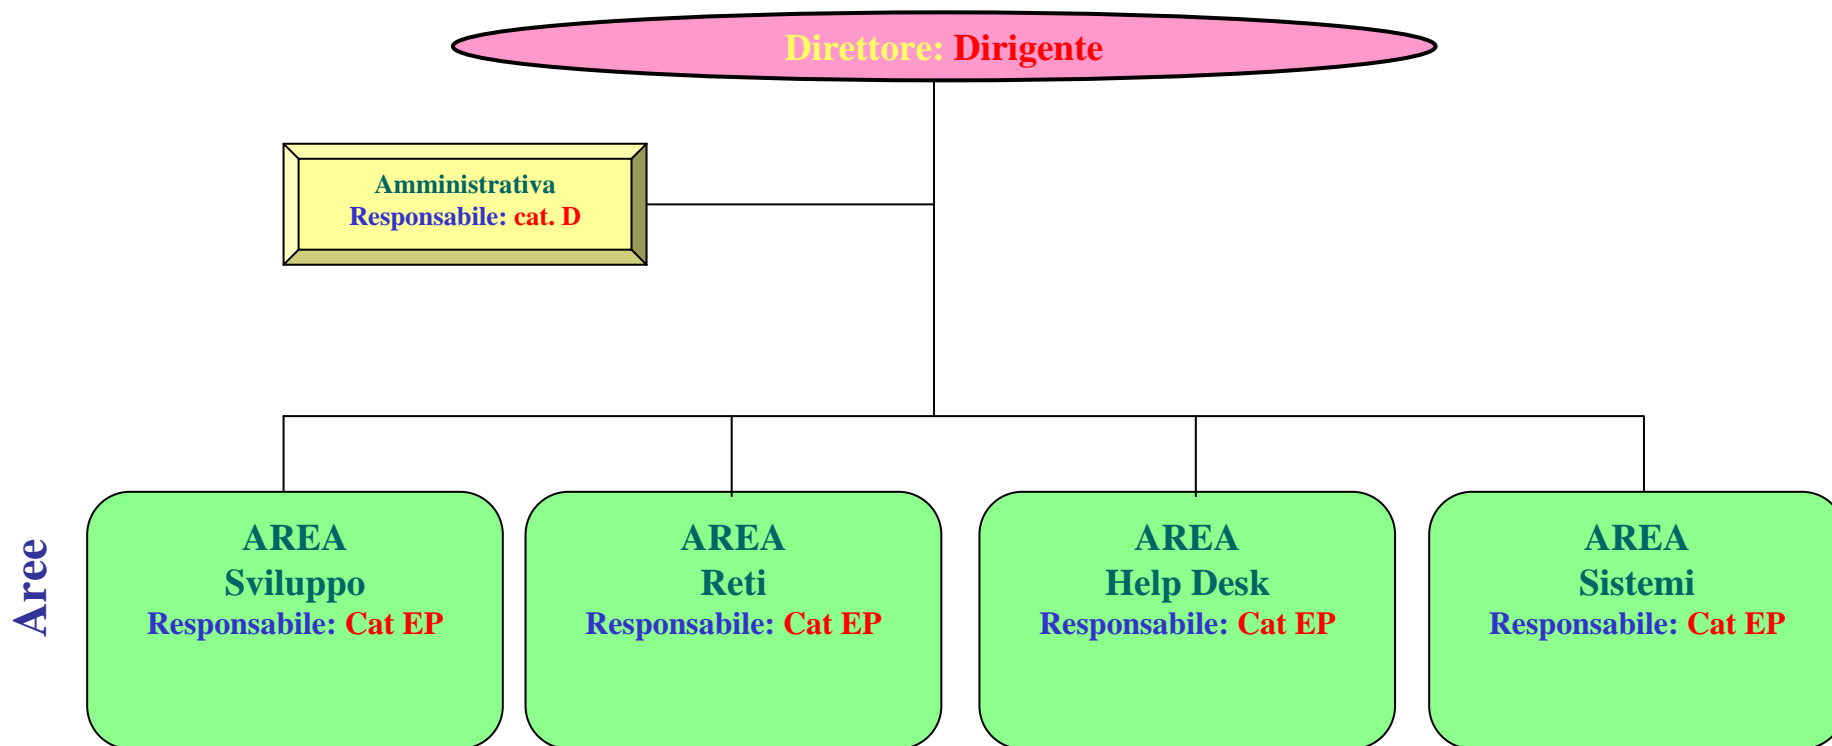 Direttore: Dirigente
Amministrativa
Responsabile: cat. D
Aree
AREA
Sviluppo
Responsabile: Cat EP
AREA
Reti
Responsabile: Cat EP
AREA
Help Desk
Responsabile: Cat EP
AREA
Sistemi
Responsabile: Cat EP